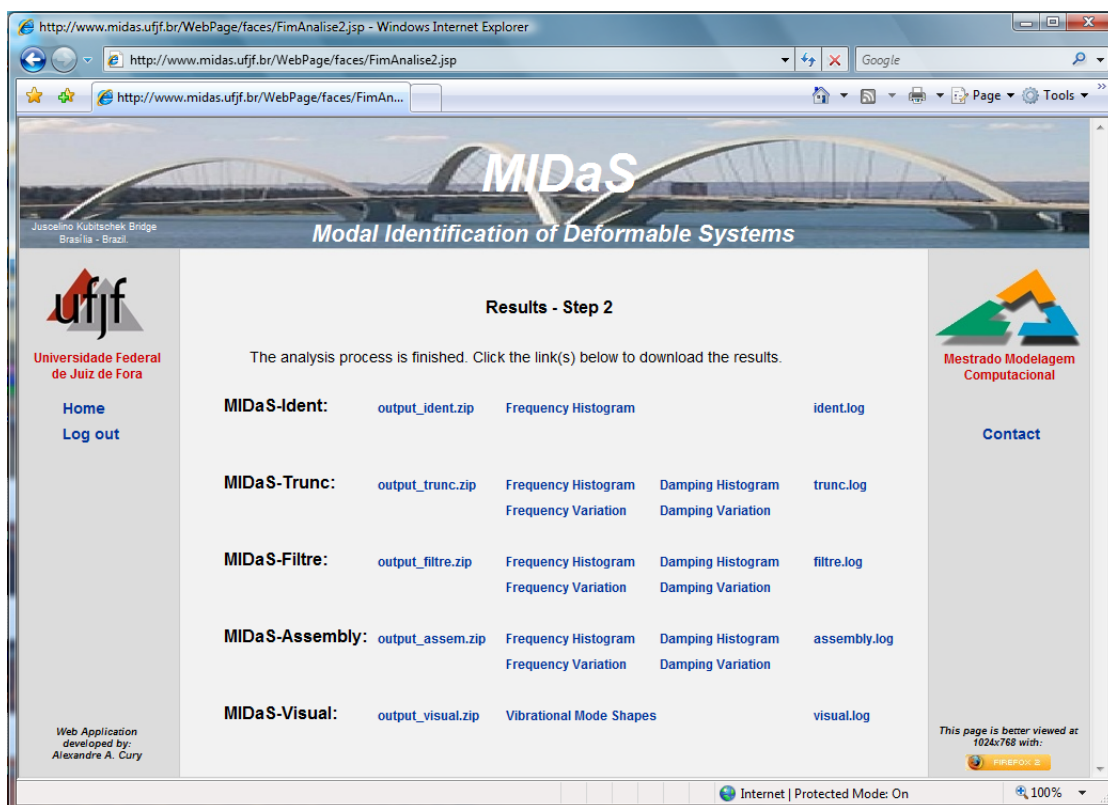 http://www.midas.ufjf.br/WebPage/faces/FimAnalise2.jsp - Windows Internet Explorer
http://www.midas.ufjf.br/WebPage/faces/FimAnalise2.jsp
Google
http://www.midas.ufjf.br/WebPage/faces/FimAn...
Page
Tools
MIDaS
Juscelino Kubitschek Bridge
Brasília - Brazil.
Modal Identification of Deformable Systems
ufjf
Universidade Federal
de Juiz de Fora
Home
Log out
Results - Step 2
The analysis process is finished. Click the link(s) below to download the results.
MIDaS-Ident: output_ident.zip Frequency Histogram ident.log
MIDaS-Trunc: output_trunc.zip Frequency Histogram Damping Histogram trunc.log
Frequency Variation Damping Variation
MIDaS-Filtre: output_filtre.zip Frequency Histogram Damping Histogram filtre.log
Frequency Variation Damping Variation
MIDaS-Assembly: output_assem.zip Frequency Histogram Damping Histogram assembly.log
Frequency Variation Damping Variation
MIDaS-Visual: output_visual.zip Vibrational Mode Shapes visual.log
Mestrado Modelagem
Computacional
Contact
Web Application
developed by:
Alexandre A. Cury
This page is better viewed at
1024x768 with:
FIREFOX 2
Internet | Protected Mode: On
100%